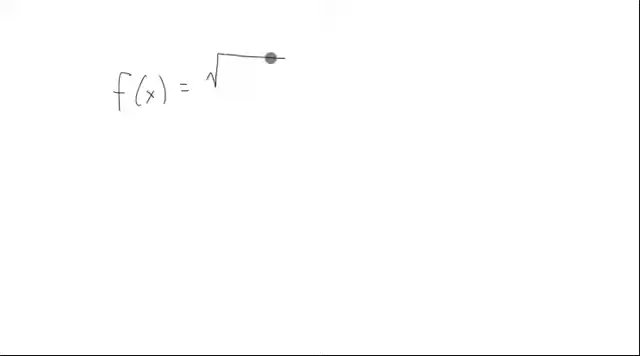 f(x) = √